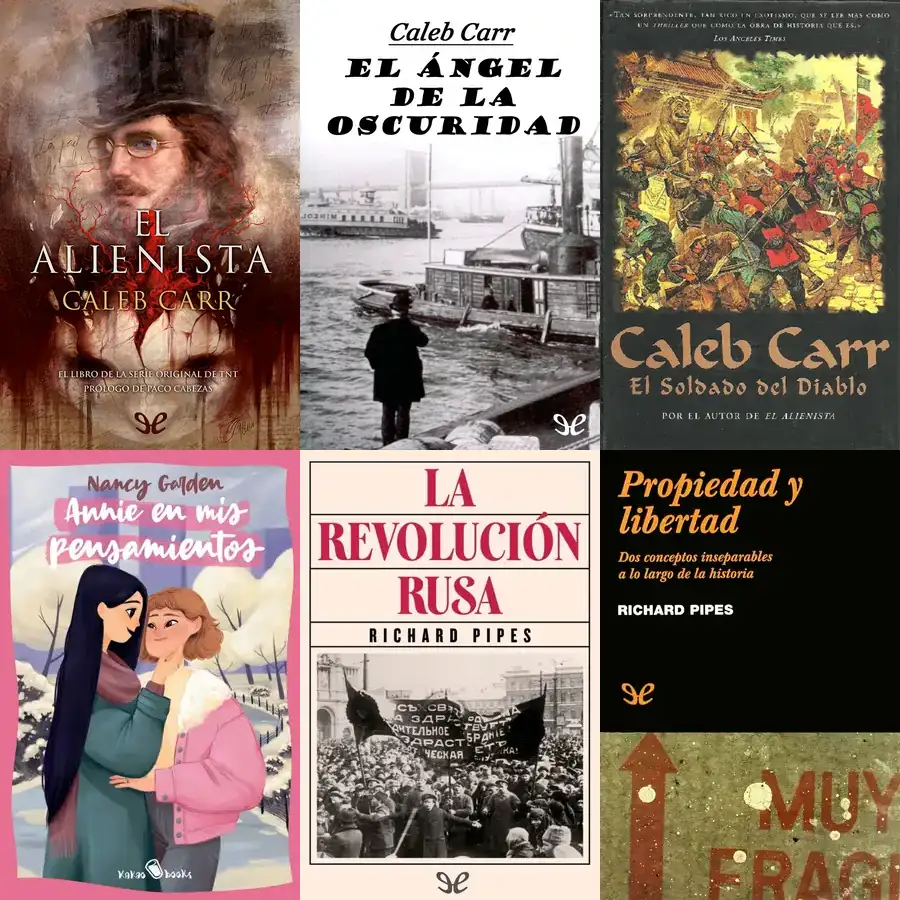 EL
ALIENISTA
CALEB CARR
EL LIBRO DE LA SERIE ORIGINAL DE TNT
PRÓLOGO DE PACO CABEZAS
Caleb Carr
EL ÁNGEL
DE LA
OSCURIDAD
«TAN SORPRENDENTE, TAN RICO EN EXOTISMO, QUE SE LEE MÁS COMO
UN THRILLER QUE COMO LA OBRA DE HISTORIA QUE ES.»
LOS ANGELES TIMES
Caleb Carr
El Soldado del Diablo
POR EL AUTOR DE EL ALIENISTA
Nancy Garden
Annie en mis
pensamientos
Kakao books
LA
REVOLUCIÓN
RUSA
RICHARD PIPES
Propiedad y
libertad
Dos conceptos inseparables
a lo largo de la historia
RICHARD PIPES
MUY
FRAGI